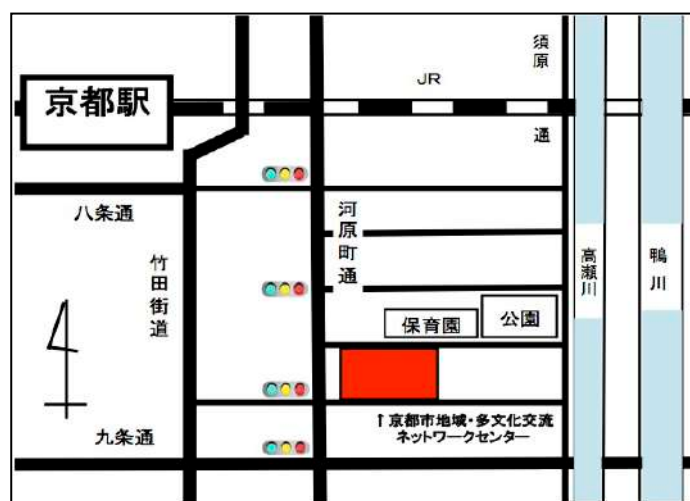 須原
JR
京都駅
通
八条通
河原町通
竹田街道
高瀬川
鴨川
公園
保育園
↑京都市地域・多文化交流
ネットワークセンター
九条通